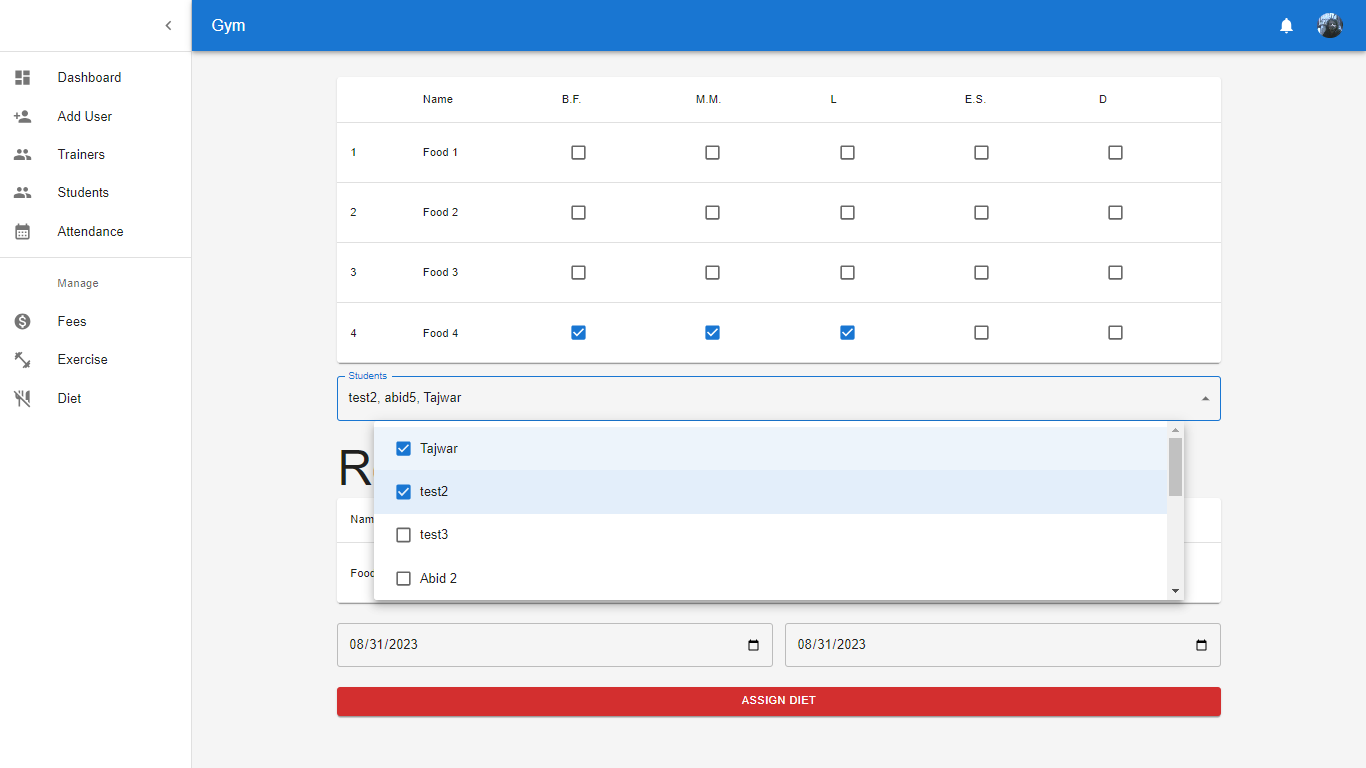 Gym
Dashboard
Add User
Trainers
Students
Attendance
Manage
Fees
Exercise
Diet
Name B.F. M.M. L E.S. D
1 Food 1
2 Food 2
3 Food 3
4 Food 4
Students
test2, abid5, Tajwar
Tajwar
test2
test3
Abid 2
08/31/2023 08/31/2023
ASSIGN DIET